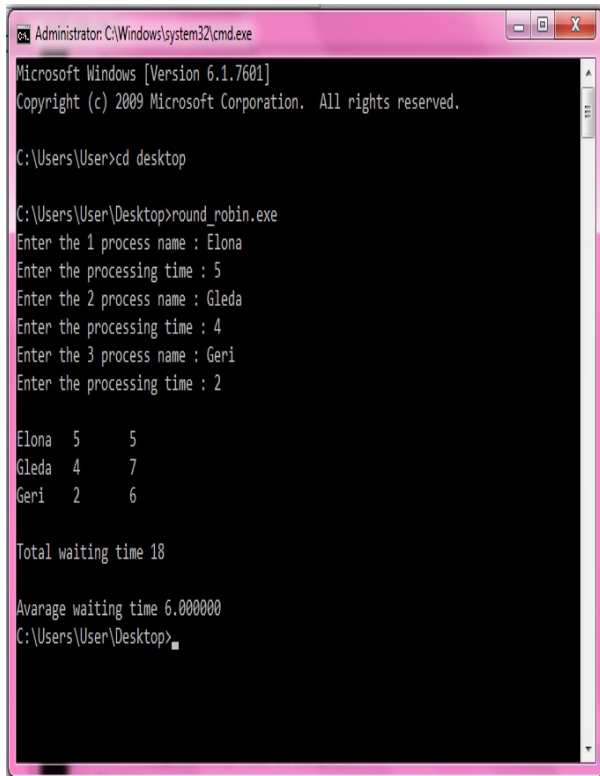 Administrator: C:\Windows\system32\cmd.exe
Microsoft Windows [Version 6.1.7601]
Copyright (c) 2009 Microsoft Corporation.  All rights reserved.
C:\Users\User>cd desktop
C:\Users\User\Desktop>round_robin.exe
Enter the 1 process name : Elona
Enter the processing time : 5
Enter the 2 process name : Gleda
Enter the processing time : 4
Enter the 3 process name : Geri
Enter the processing time : 2
Elona   5       5
Gleda   4       7
Geri    2       6
Total waiting time 18
Avarage waiting time 6.000000
C:\Users\User\Desktop>